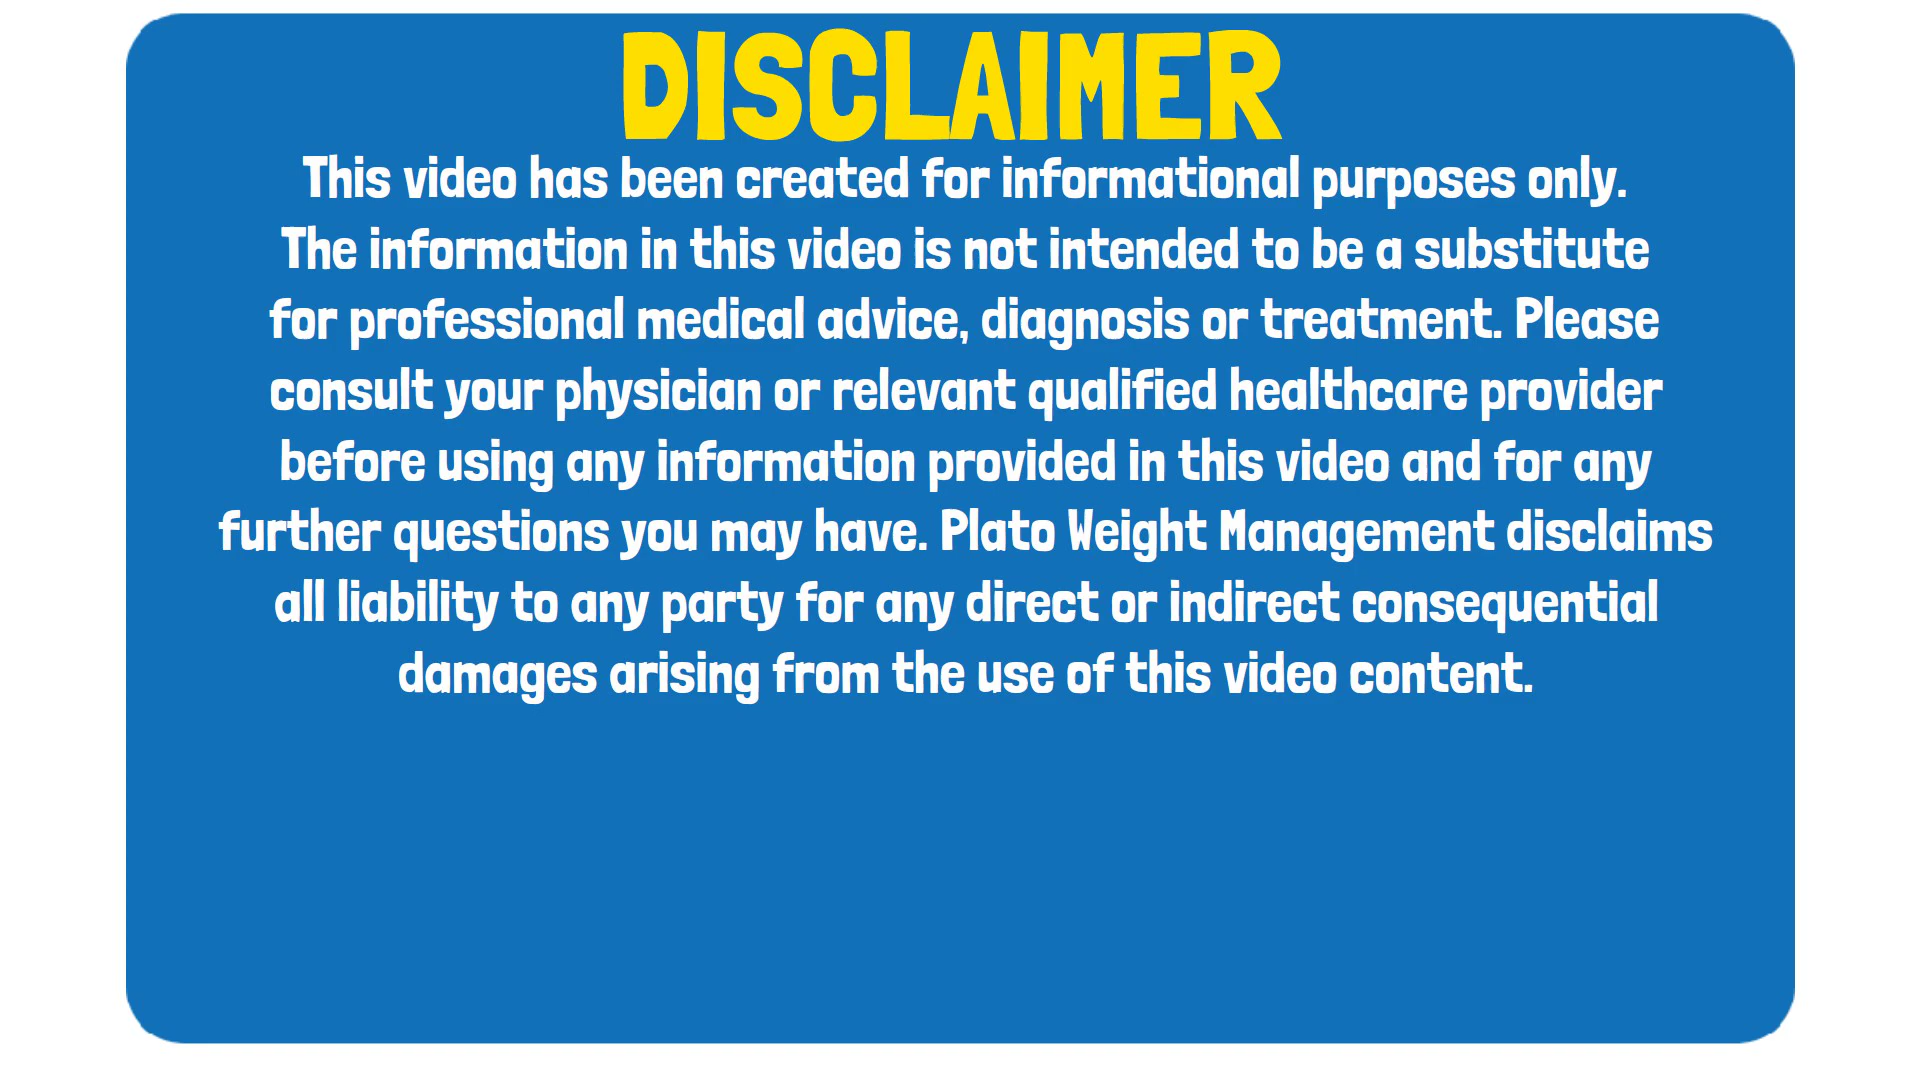 DISCLAIMER
This video has been created for informational purposes only.
The information in this video is not intended to be a substitute
for professional medical advice, diagnosis or treatment. Please
consult your physician or relevant qualified healthcare provider
before using any information provided in this video and for any
further questions you may have. Plato Weight Management disclaims
all liability to any party for any direct or indirect consequential
damages arising from the use of this video content.